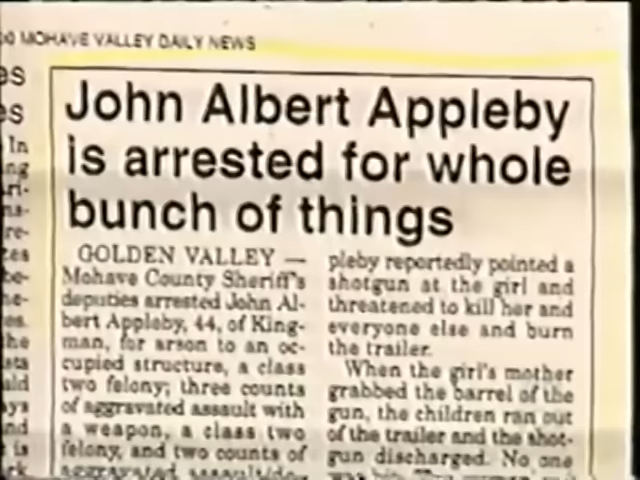 MOHAVE VALLEY DAILY NEWS
John Albert Appleby
is arrested for whole
bunch of things
GOLDEN VALLEY —
Mohave County Sheriff's
deputies arrested John Al-
bert Appleby, 44, of King-
man, for arson to an oc-
cupied structure, a class
two felony; three counts
of aggravated assault with
a weapon, a class two
felony, and two counts of
pleby reportedly pointed a
shotgun at the girl and
threatened to kill her and
everyone else and burn
the trailer.
When the girl's mother
grabbed the barrel of the
gun, the children ran out
of the trailer and the shot-
gun discharged. No one